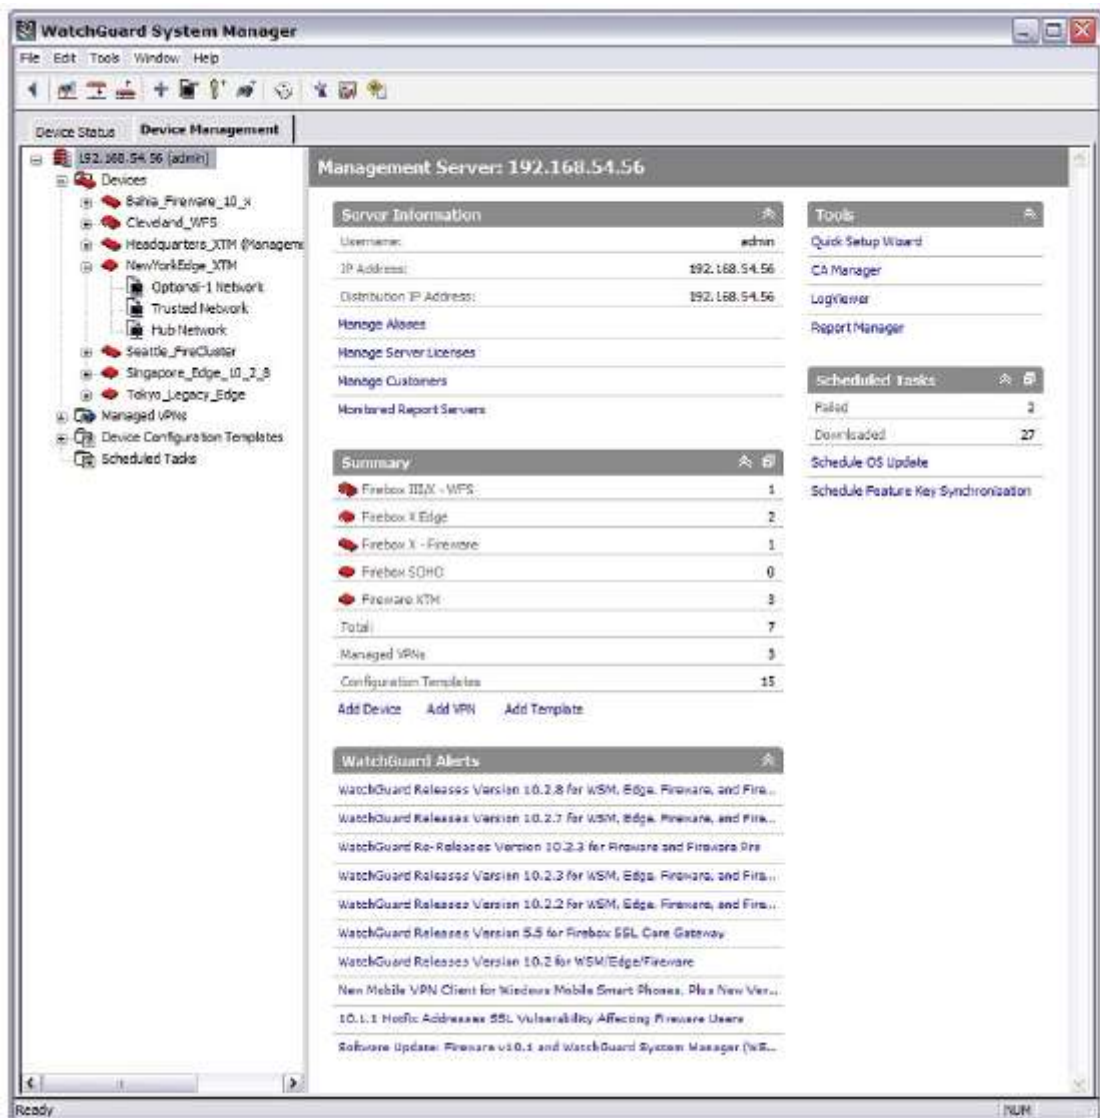 WatchGuard System Manager
File Edit Tools Window Help
Device Status Device Management
192.168.54.56 [admin]
Devices
Bahia_Fireware_10_x
Cleveland_WFS
Headquarters_XTM (Managem
NewYorkEdge_XTM
Optional-1 Network
Trusted Network
Hub Network
Seattle_FireCluster
Singapore_Edge_10_2_8
Tokyo_Legacy_Edge
Managed VPNs
Device Configuration Templates
Scheduled Tasks
Management Server: 192.168.54.56
Server Information
Username: admin
IP Address: 192.168.54.56
Distribution IP Address: 192.168.54.56
Manage Aliases
Manage Server Licenses
Manage Customers
Monitored Report Servers
Summary
Firebox III/X - WFS 1
Firebox X Edge 2
Firebox X - Fireware 1
Firebox SOHO 0
Fireware XTM 3
Total: 7
Managed VPNs 3
Configuration Templates 15
Add Device Add VPN Add Template
WatchGuard Alerts
WatchGuard Releases Version 10.2.8 for WSM, Edge, Fireware, and Fire...
WatchGuard Releases Version 10.2.7 for WSM, Edge, Fireware, and Fire...
WatchGuard Re-Releases Version 10.2.3 for Fireware and Fireware Pro
WatchGuard Releases Version 10.2.3 for WSM, Edge, Fireware, and Fire...
WatchGuard Releases Version 10.2.2 for WSM, Edge, Fireware, and Fire...
WatchGuard Releases Version 5.5 for Firebox SSL Core Gateway
WatchGuard Releases Version 10.2 for WSM/Edge/Fireware
New Mobile VPN Client for Windows Mobile Smart Phones, Plus New Ver...
10.1.1 Hotfix Addresses SSL Vulnerability Affecting Fireware Users
Software Update: Fireware v10.1 and WatchGuard System Manager (WS...
Tools
Quick Setup Wizard
CA Manager
LogViewer
Report Manager
Scheduled Tasks
Failed 2
Downloaded 27
Schedule OS Update
Schedule Feature Key Synchronization
Ready NUM